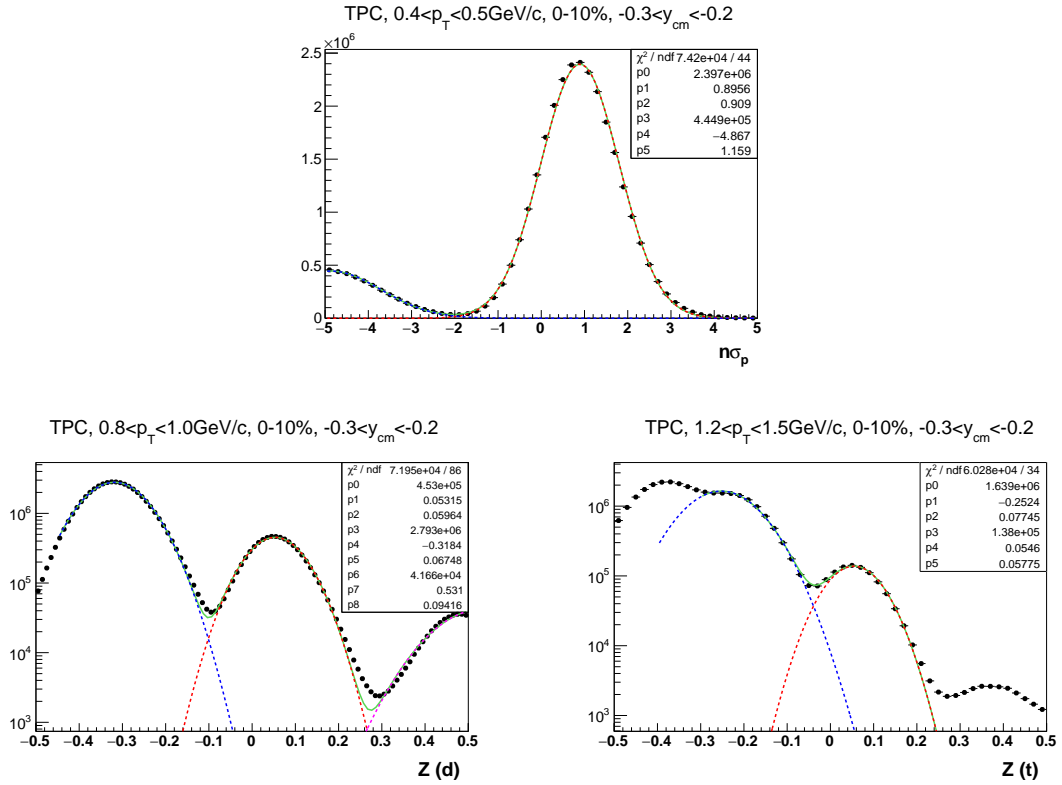 TPC, 0.4<p_T<0.5GeV/c, 0-10%, -0.3<y_cm<-0.2
×10^6
χ² / ndf 7.42e+04 / 44
p0 2.397e+06
p1 0.8956
p2 0.909
p3 4.449e+05
p4 −4.867
p5 1.159
2.5
2
1.5
1
0.5
0
−5 −4 −3 −2 −1 0 1 2 3 4 5
nσ_p
TPC, 0.8<p_T<1.0GeV/c, 0-10%, -0.3<y_cm<-0.2
χ² / ndf 7.195e+04 / 86
p0 4.53e+05
p1 0.05315
p2 0.05964
p3 2.793e+06
p4 −0.3184
p5 0.06748
p6 4.166e+04
p7 0.531
p8 0.09416
10^6
10^5
10^4
10^3
−0.5 −0.4 −0.3 −0.2 −0.1 0 0.1 0.2 0.3 0.4 0.5
Z (d)
TPC, 1.2<p_T<1.5GeV/c, 0-10%, -0.3<y_cm<-0.2
χ² / ndf 6.028e+04 / 34
p0 1.639e+06
p1 −0.2524
p2 0.07745
p3 1.38e+05
p4 0.0546
p5 0.05775
10^6
10^5
10^4
10^3
−0.5 −0.4 −0.3 −0.2 −0.1 0 0.1 0.2 0.3 0.4 0.5
Z (t)